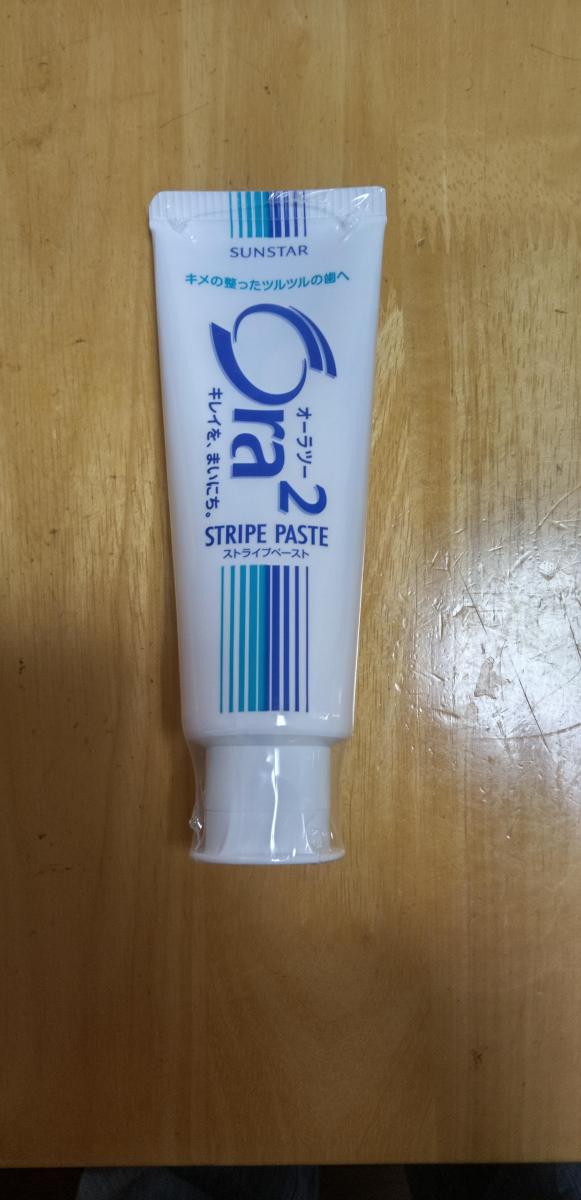 SUNSTAR
キメの整ったツルツルの歯へ
Ora2
オーラツー
キレイを、まいにち。
STRIPE PASTE
ストライプペースト